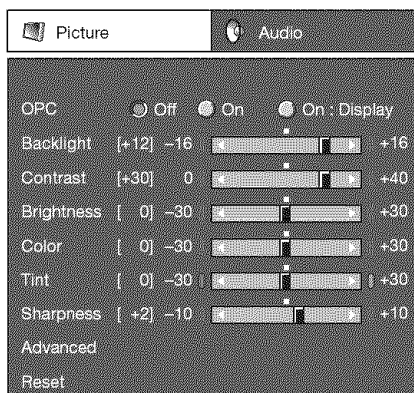 Picture Audio
OPC Off On On : Display
Backlight [+12] −16 +16
Contrast [+30] 0 +40
Brightness [ 0] −30 +30
Color [ 0] −30 +30
Tint [ 0] −30 +30
Sharpness [ +2] −10 +10
Advanced
Reset